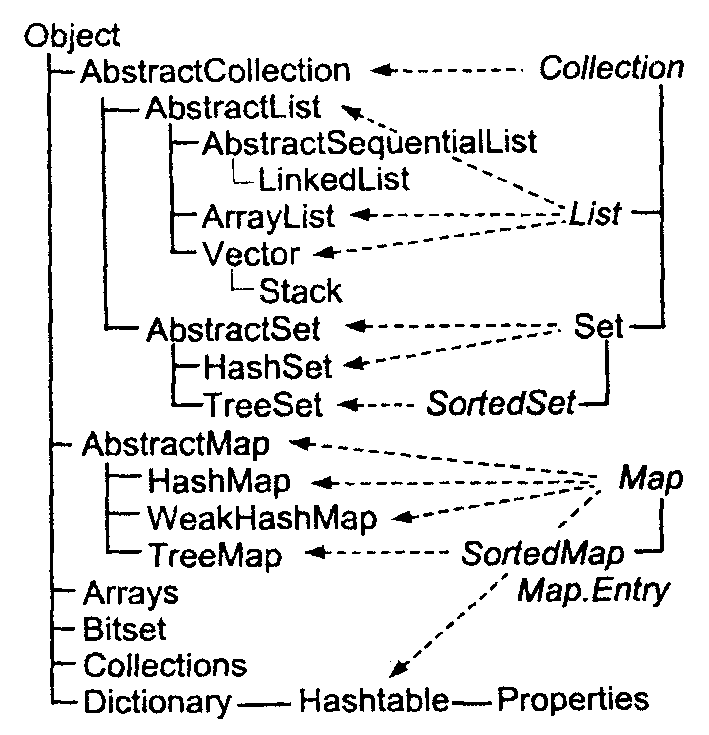 Object
AbstractCollection Collection
AbstractList
AbstractSequentialList
LinkedList
ArrayList List
Vector
Stack
AbstractSet Set
HashSet
TreeSet SortedSet
AbstractMap
HashMap Map
WeakHashMap
TreeMap SortedMap
Arrays Map.Entry
Bitset
Collections
Dictionary Hashtable Properties